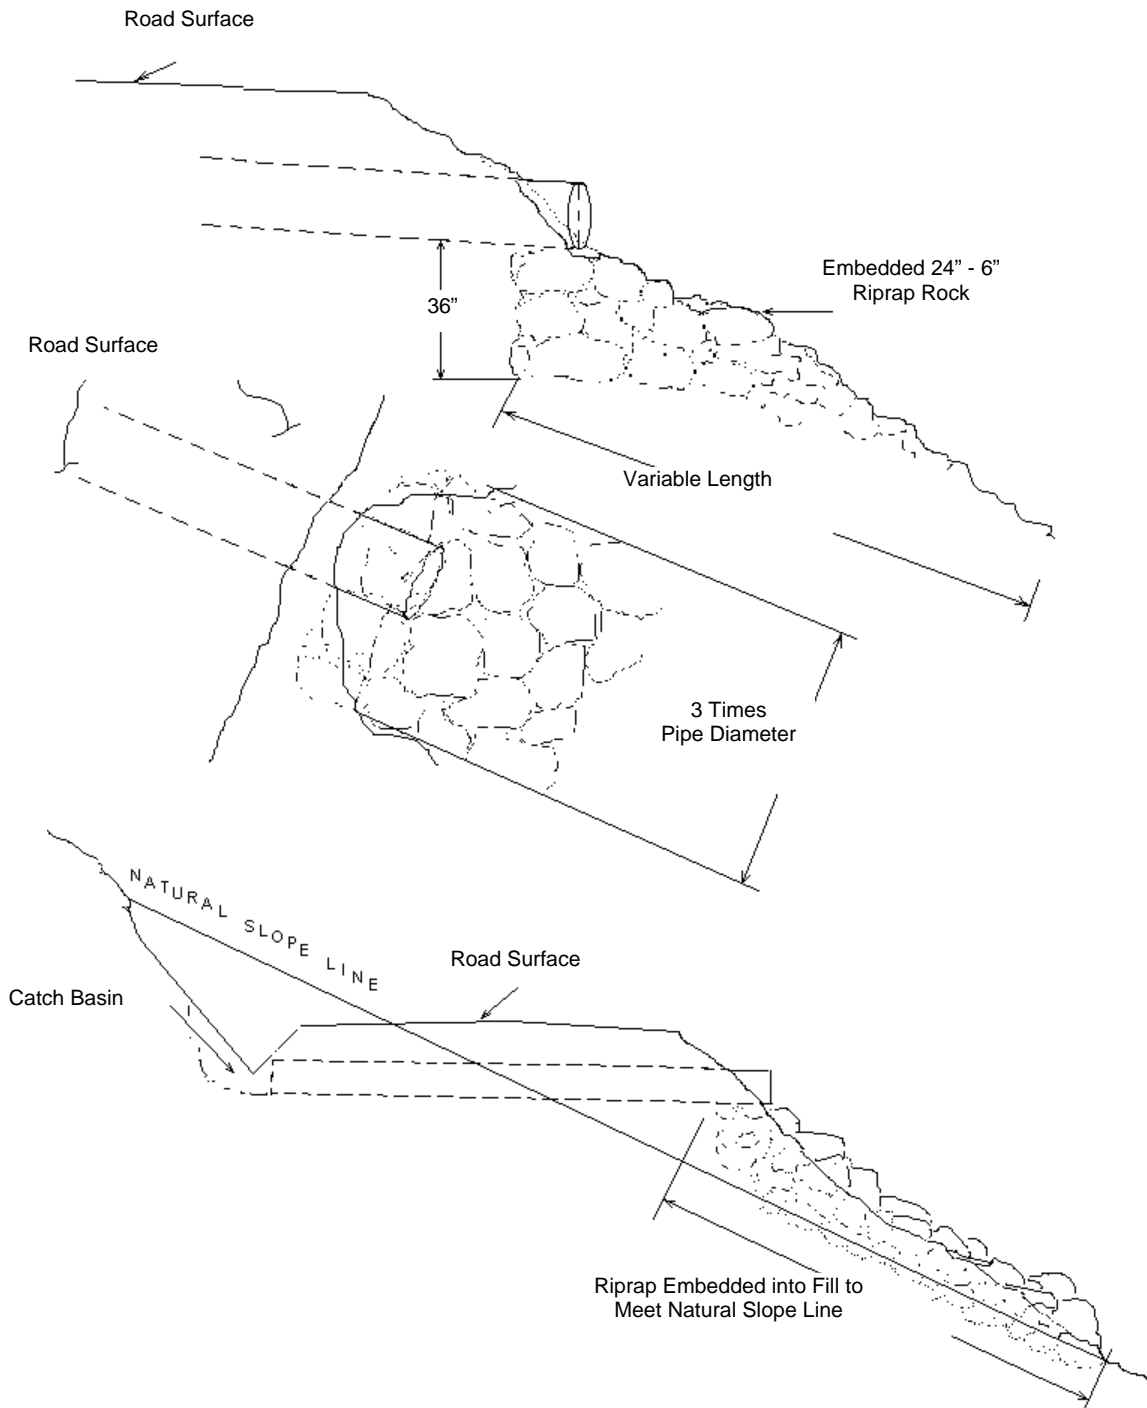 Road Surface
Embedded 24” - 6”
Riprap Rock
36”
Road Surface
Variable Length
3 Times
Pipe Diameter
NATURAL SLOPE LINE
Road Surface
Catch Basin
Riprap Embedded into Fill to
Meet Natural Slope Line